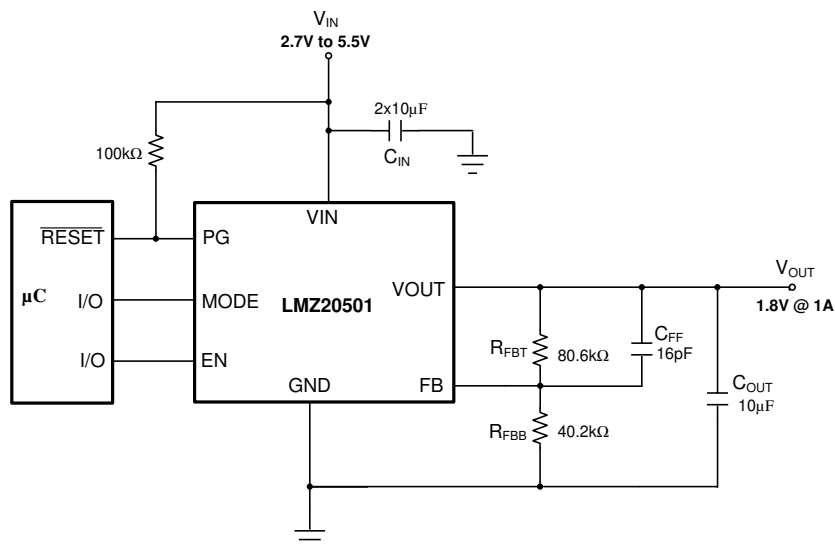 V_IN
2.7V to 5.5V
2x10µF
C_IN
100kΩ
RESET
PG
VIN
µC
I/O
MODE
LMZ20501
VOUT
V_OUT
1.8V @ 1A
I/O
EN
GND
FB
R_FBT
80.6kΩ
C_FF
16pF
C_OUT
10µF
R_FBB
40.2kΩ